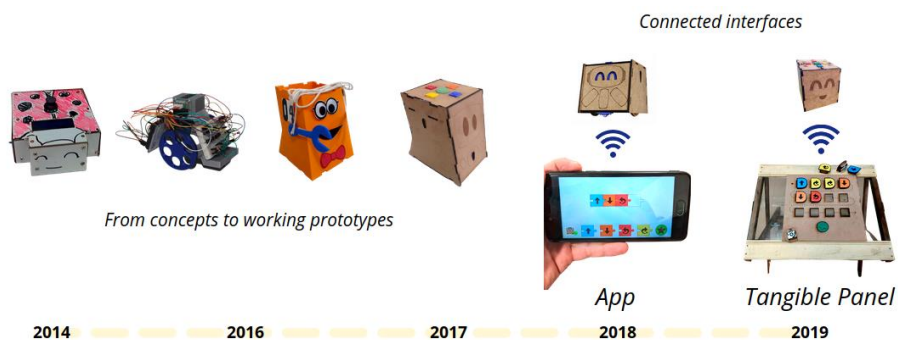 Connected interfaces
From concepts to working prototypes
App
Tangible Panel
2014
2016
2017
2018
2019